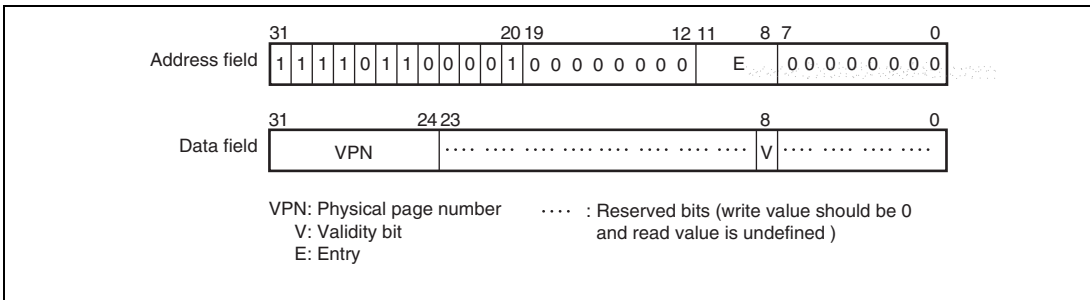 31 20 19 12 11 8 7 0
Address field 1 1 1 1 0 1 1 0 0 0 0 1 0 0 0 0 0 0 0 0 E 0 0 0 0 0 0 0 0
31 24 23 8 0
Data field VPN .... .... .... .... .... .... .... .... V .... .... .... ....
VPN: Physical page number .... : Reserved bits (write value should be 0
V: Validity bit and read value is undefined )
E: Entry